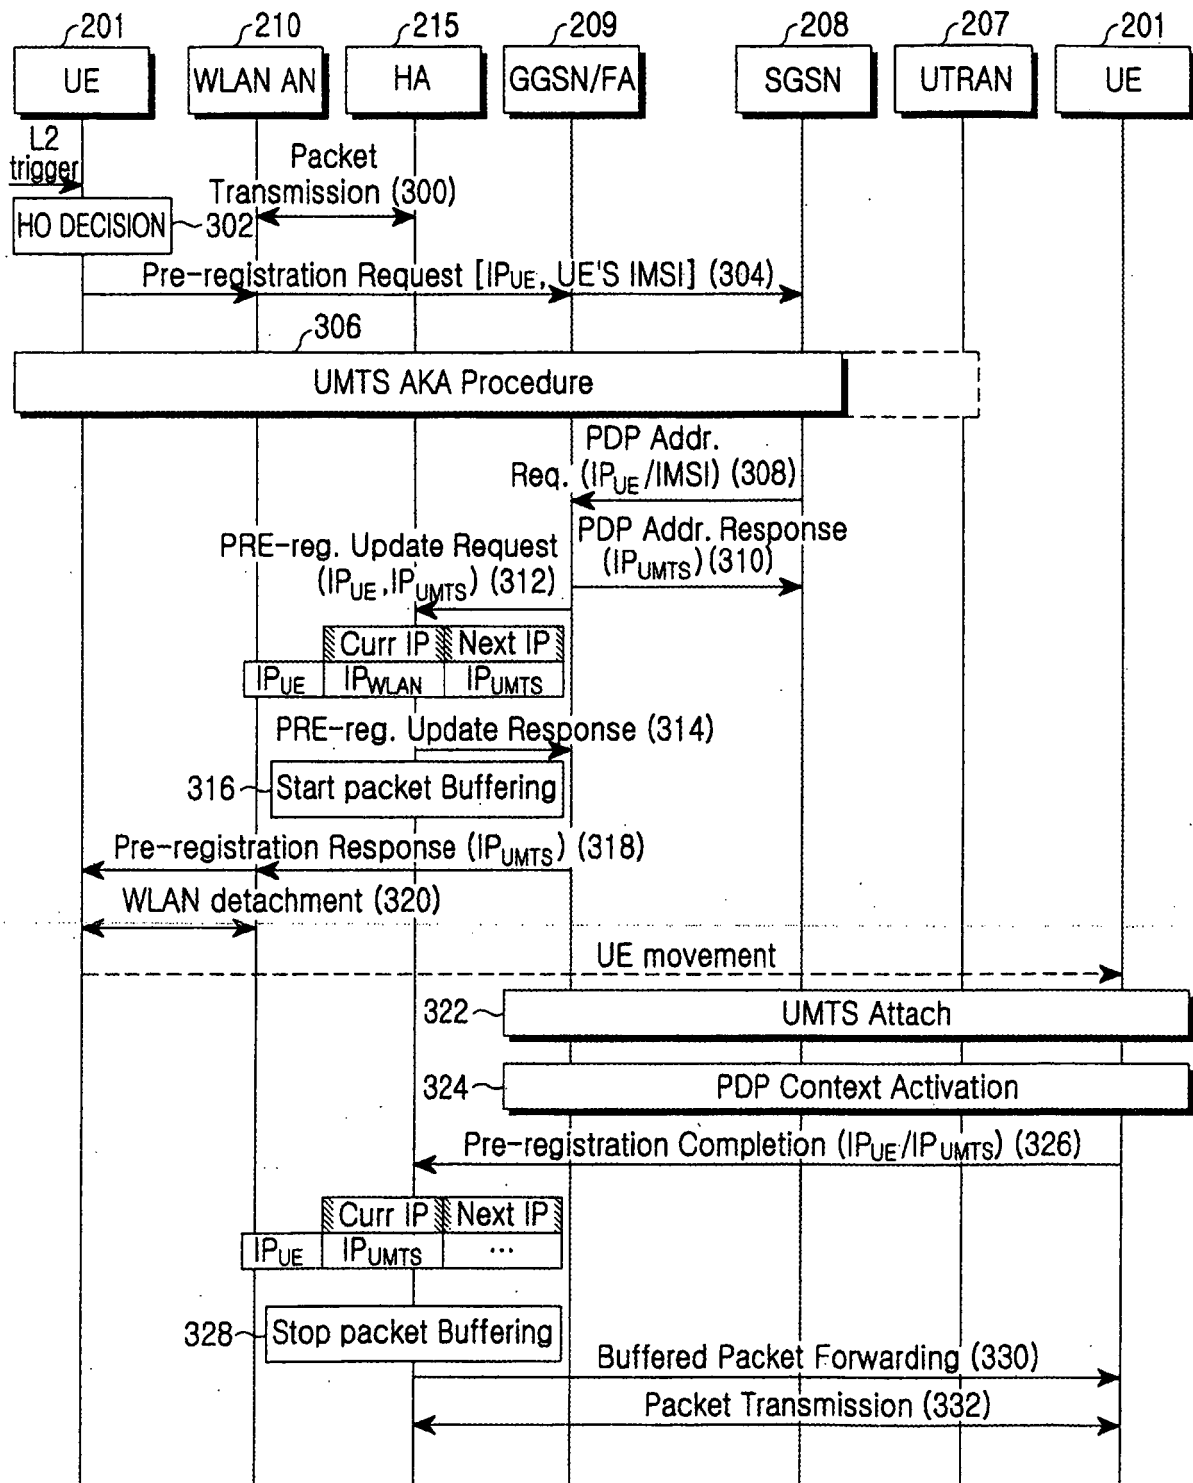 201 210 215 209 208 207 201
UE WLAN AN HA GGSN/FA SGSN UTRAN UE
L2
trigger
Packet
Transmission (300)
HO DECISION 302
Pre-registration Request [IPUE, UE'S IMSI] (304)
306
UMTS AKA Procedure
PDP Addr.
Req. (IPUE/IMSI) (308)
PDP Addr. Response
(IPUMTS) (310)
PRE-reg. Update Request
(IPUE, IPUMTS) (312)
Curr IP Next IP
IPUE IPWLAN IPUMTS
PRE-reg. Update Response (314)
316 Start packet Buffering
Pre-registration Response (IPUMTS) (318)
WLAN detachment (320)
UE movement
322 UMTS Attach
324 PDP Context Activation
Pre-registration Completion (IPUE/IPUMTS) (326)
Curr IP Next IP
IPUE IPUMTS ...
328 Stop packet Buffering
Buffered Packet Forwarding (330)
Packet Transmission (332)